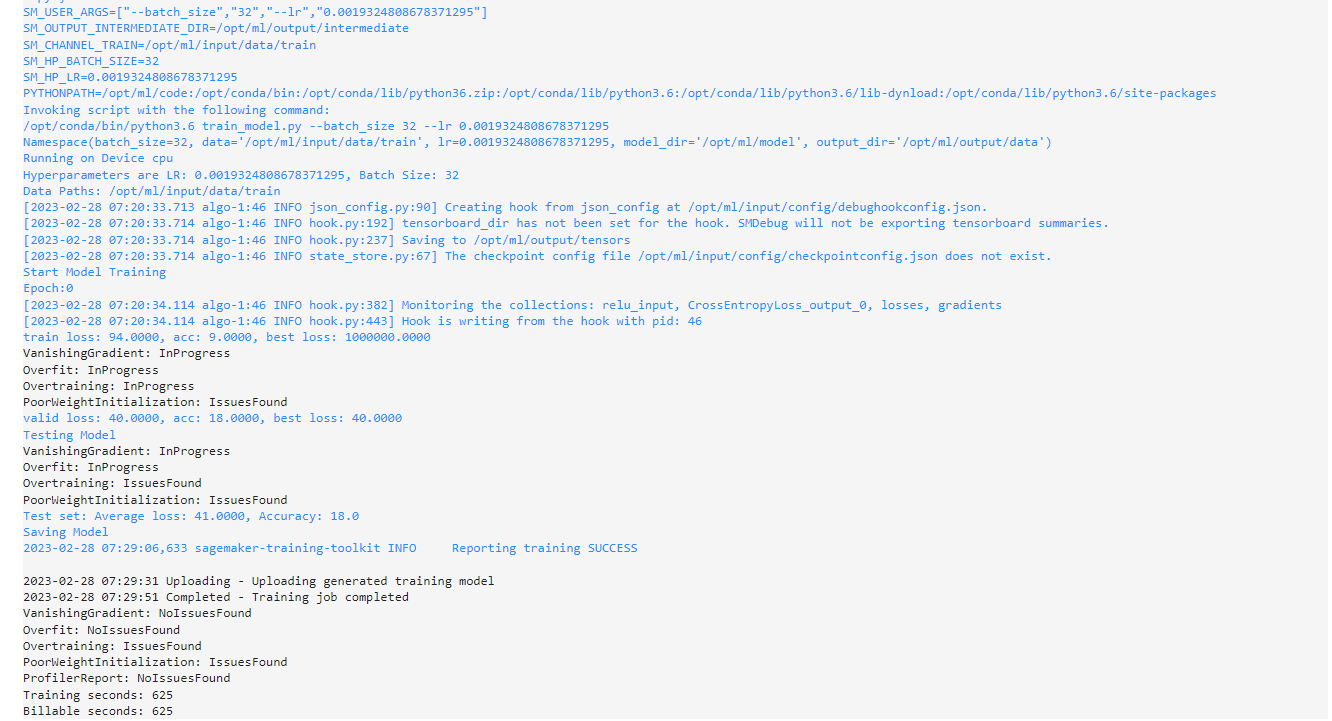 SM_USER_ARGS=["--batch_size","32","--lr","0.0019324808678371295"]
SM_OUTPUT_INTERMEDIATE_DIR=/opt/ml/output/intermediate
SM_CHANNEL_TRAIN=/opt/ml/input/data/train
SM_HP_BATCH_SIZE=32
SM_HP_LR=0.0019324808678371295
PYTHONPATH=/opt/ml/code:/opt/conda/bin:/opt/conda/lib/python36.zip:/opt/conda/lib/python3.6:/opt/conda/lib/python3.6/lib-dynload:/opt/conda/lib/python3.6/site-packages
Invoking script with the following command:
/opt/conda/bin/python3.6 train_model.py --batch_size 32 --lr 0.0019324808678371295
Namespace(batch_size=32, data='/opt/ml/input/data/train', lr=0.0019324808678371295, model_dir='/opt/ml/model', output_dir='/opt/ml/output/data')
Running on Device cpu
Hyperparameters are LR: 0.0019324808678371295, Batch Size: 32
Data Paths: /opt/ml/input/data/train
[2023-02-28 07:20:33.713 algo-1:46 INFO json_config.py:90] Creating hook from json_config at /opt/ml/input/config/debughookconfig.json.
[2023-02-28 07:20:33.714 algo-1:46 INFO hook.py:192] tensorboard_dir has not been set for the hook. SMDebug will not be exporting tensorboard summaries.
[2023-02-28 07:20:33.714 algo-1:46 INFO hook.py:237] Saving to /opt/ml/output/tensors
[2023-02-28 07:20:33.714 algo-1:46 INFO state_store.py:67] The checkpoint config file /opt/ml/input/config/checkpointconfig.json does not exist.
Start Model Training
Epoch:0
[2023-02-28 07:20:34.114 algo-1:46 INFO hook.py:382] Monitoring the collections: relu_input, CrossEntropyLoss_output_0, losses, gradients
[2023-02-28 07:20:34.114 algo-1:46 INFO hook.py:443] Hook is writing from the hook with pid: 46
train loss: 94.0000, acc: 9.0000, best loss: 1000000.0000
VanishingGradient: InProgress
Overfit: InProgress
Overtraining: InProgress
PoorWeightInitialization: IssuesFound
valid loss: 40.0000, acc: 18.0000, best loss: 40.0000
Testing Model
VanishingGradient: InProgress
Overfit: InProgress
Overtraining: IssuesFound
PoorWeightInitialization: IssuesFound
Test set: Average loss: 41.0000, Accuracy: 18.0
Saving Model
2023-02-28 07:29:06,633 sagemaker-training-toolkit INFO     Reporting training SUCCESS
2023-02-28 07:29:31 Uploading - Uploading generated training model
2023-02-28 07:29:51 Completed - Training job completed
VanishingGradient: NoIssuesFound
Overfit: NoIssuesFound
Overtraining: IssuesFound
PoorWeightInitialization: IssuesFound
ProfilerReport: NoIssuesFound
Training seconds: 625
Billable seconds: 625